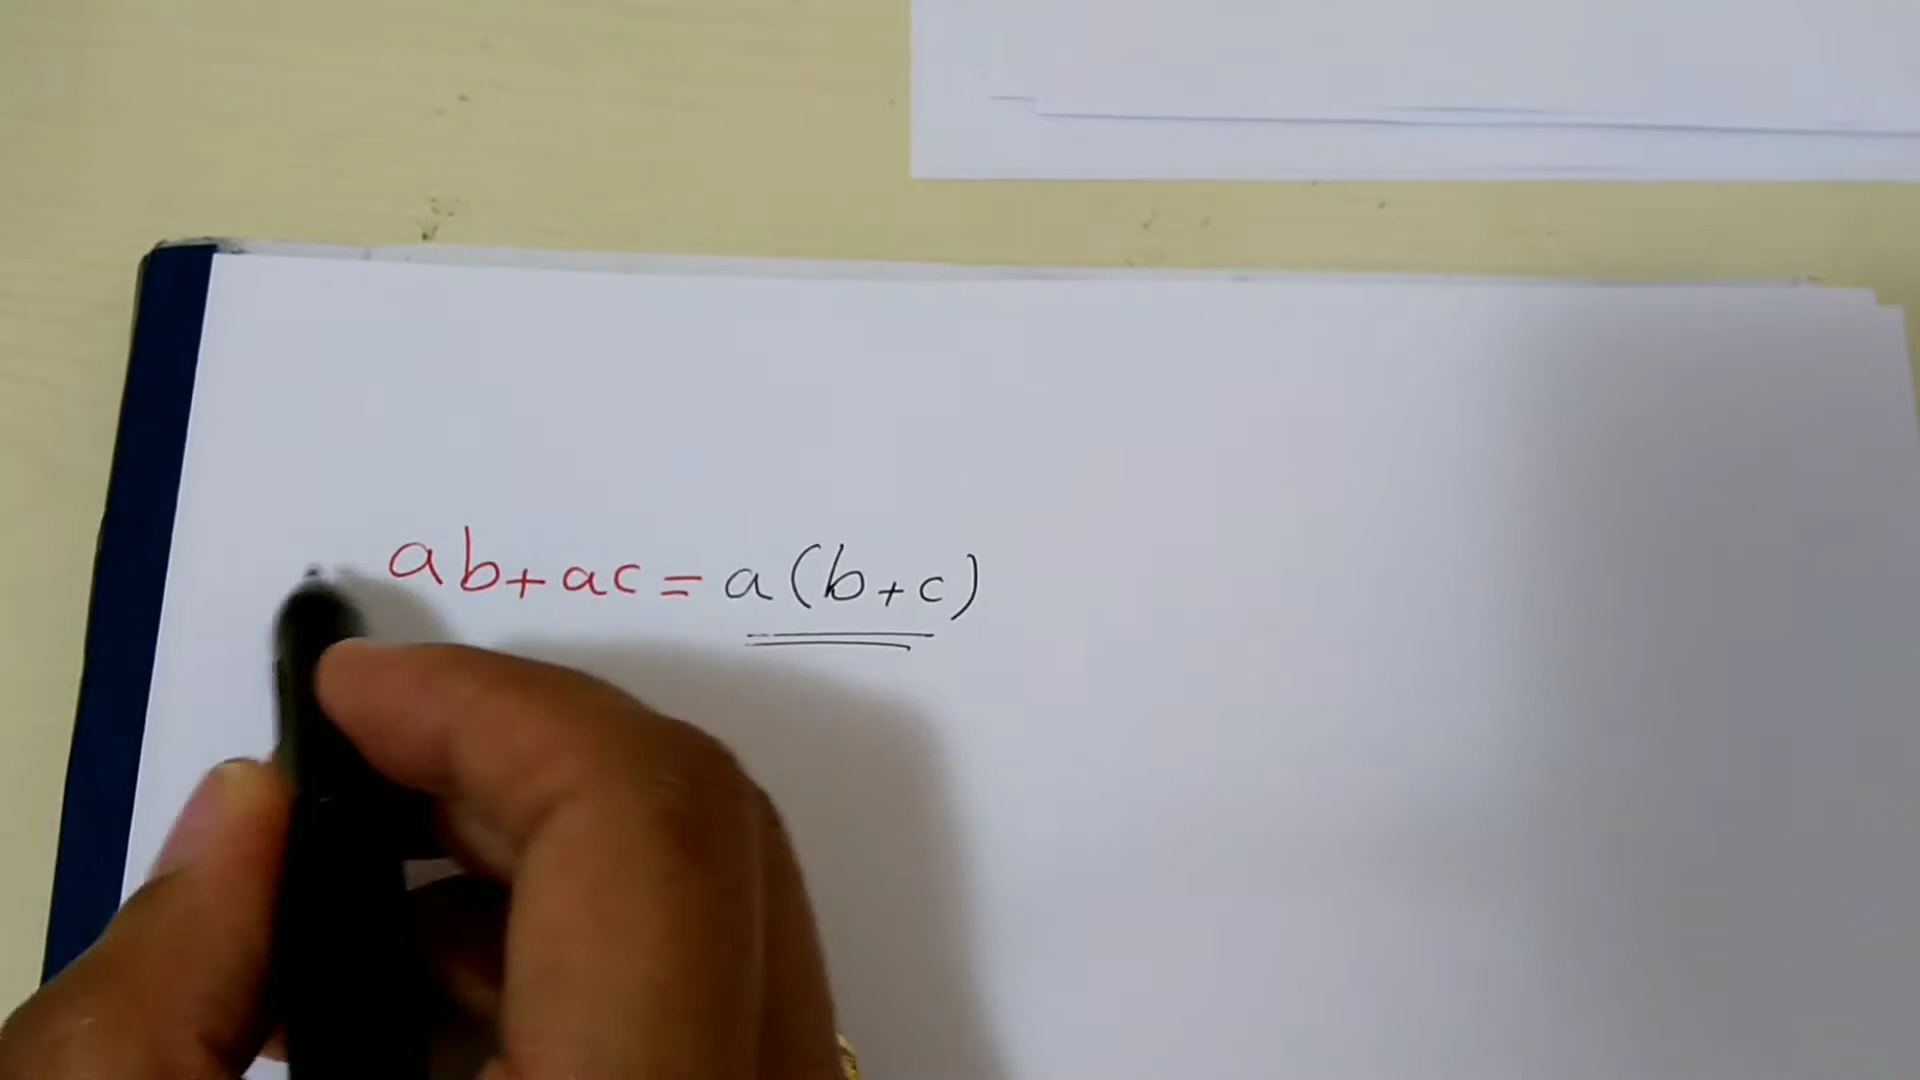 ab+ac = a(b+c)